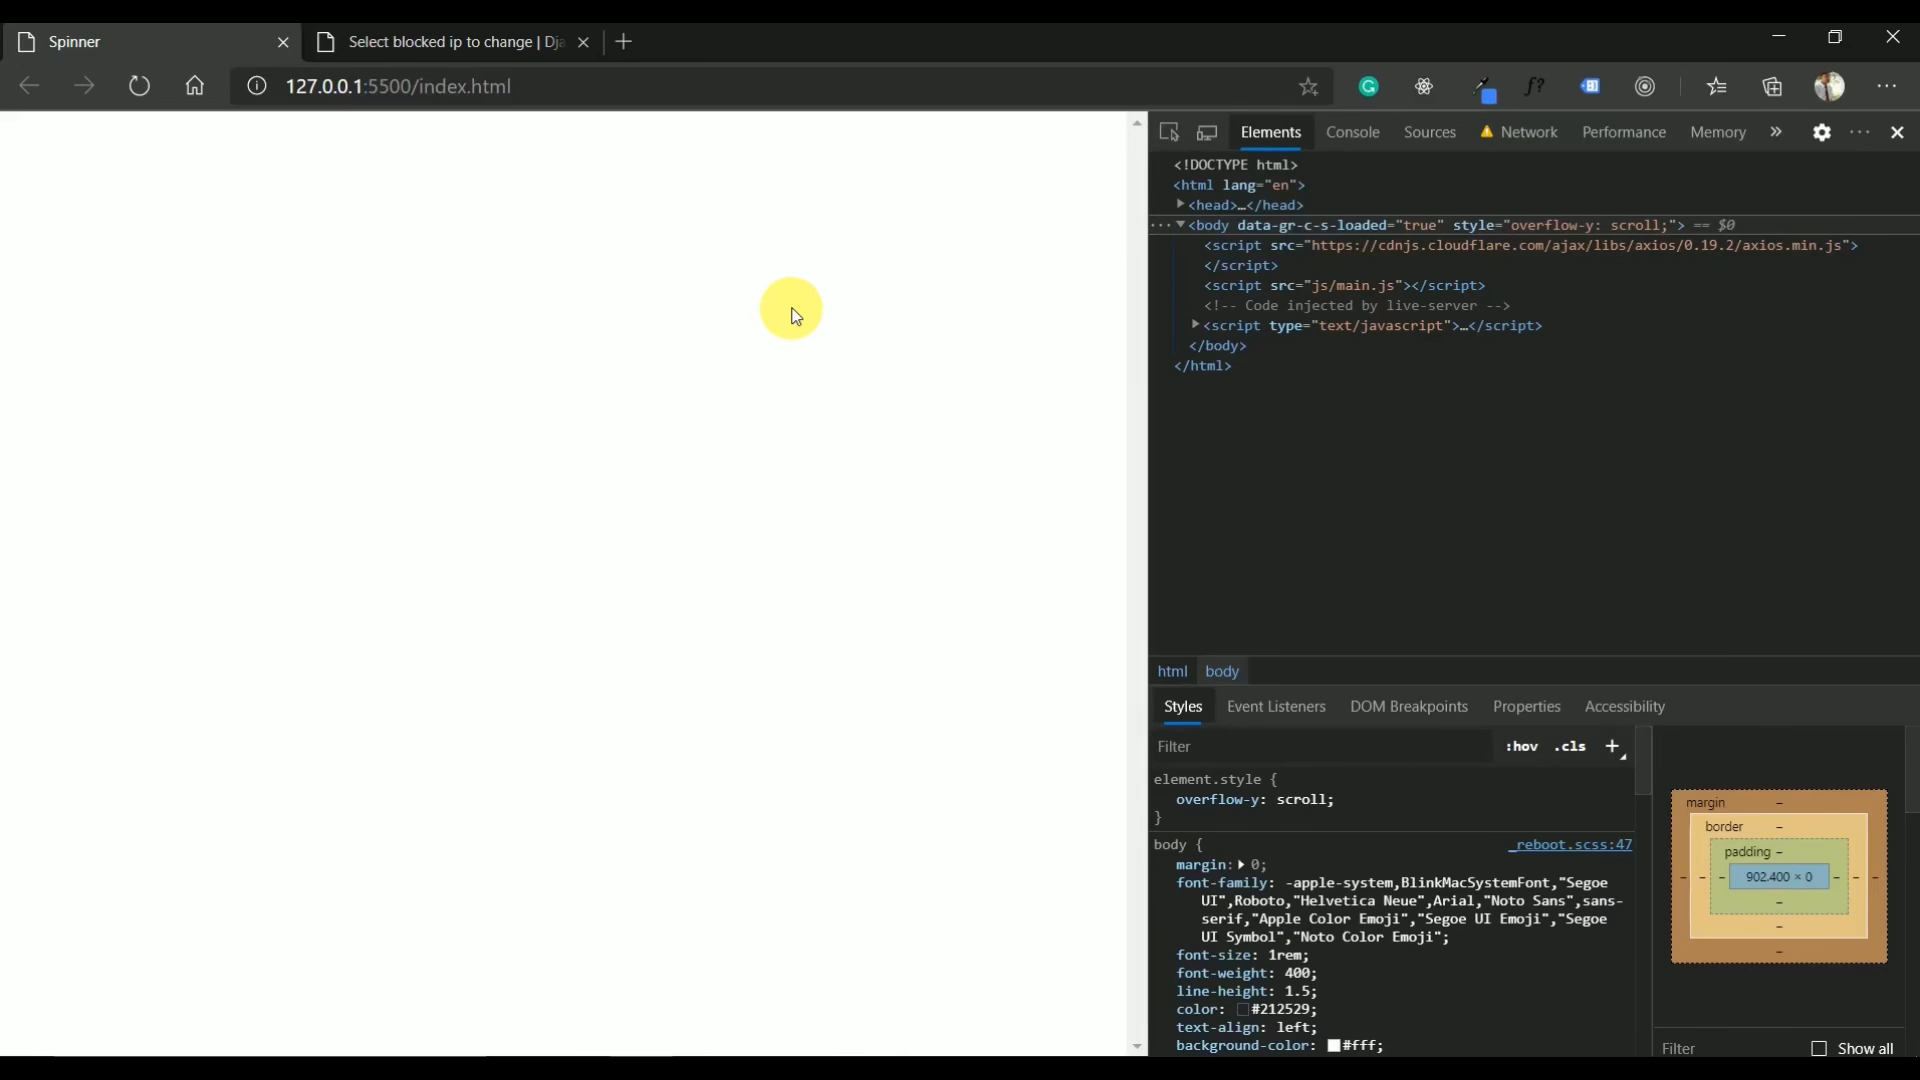 Spinner
Select blocked ip to change | Dja
127.0.0.1:5500/index.html
Elements Console Sources Network Performance Memory
<!DOCTYPE html>
<html lang="en">
<head>…</head>
<body data-gr-c-s-loaded="true" style="overflow-y: scroll;"> == $0
<script src="https://cdnjs.cloudflare.com/ajax/libs/axios/0.19.2/axios.min.js">
</script>
<script src="js/main.js"></script>
<!-- Code injected by live-server -->
<script type="text/javascript">…</script>
</body>
</html>
html body
Styles Event Listeners DOM Breakpoints Properties Accessibility
Filter :hov .cls +
element.style {
overflow-y: scroll;
}
body { _reboot.scss:47
margin: 0;
font-family: -apple-system,BlinkMacSystemFont,"Segoe
UI",Roboto,"Helvetica Neue",Arial,"Noto Sans",sans-
serif,"Apple Color Emoji","Segoe UI Emoji","Segoe
UI Symbol","Noto Color Emoji";
font-size: 1rem;
font-weight: 400;
line-height: 1.5;
color: #212529;
text-align: left;
background-color: #fff;
margin –
border –
padding –
– – – 902.400 × 0 – – –
–
–
–
Filter Show all